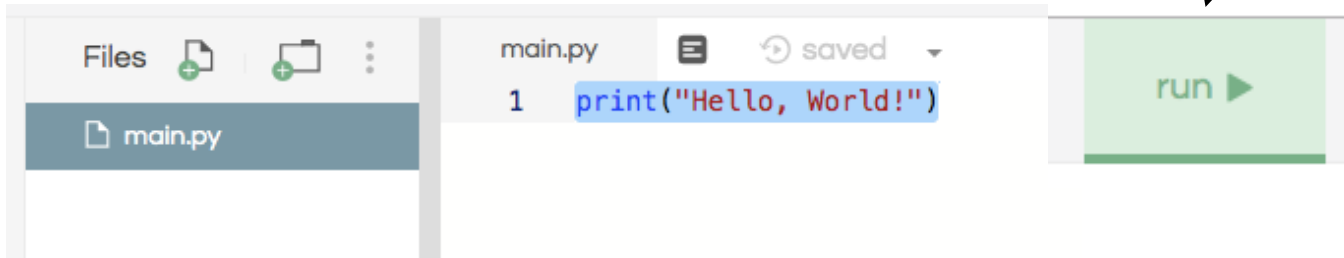 Files
main.py
main.py saved
1 print("Hello, World!")
run